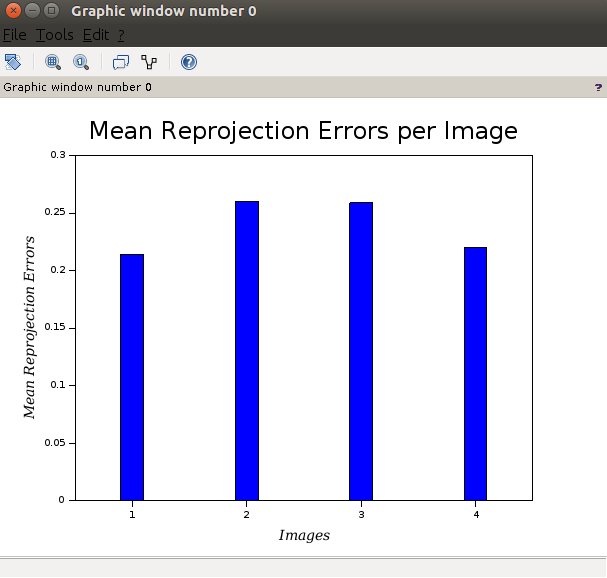 Graphic window number 0
File Tools Edit ?
1 ?
Graphic window number 0 ?
Mean Reprojection Errors per Image
0.3
0.25
0.2
0.15
0.1
0.05
0
Mean Reprojection Errors
1 2 3 4
Images